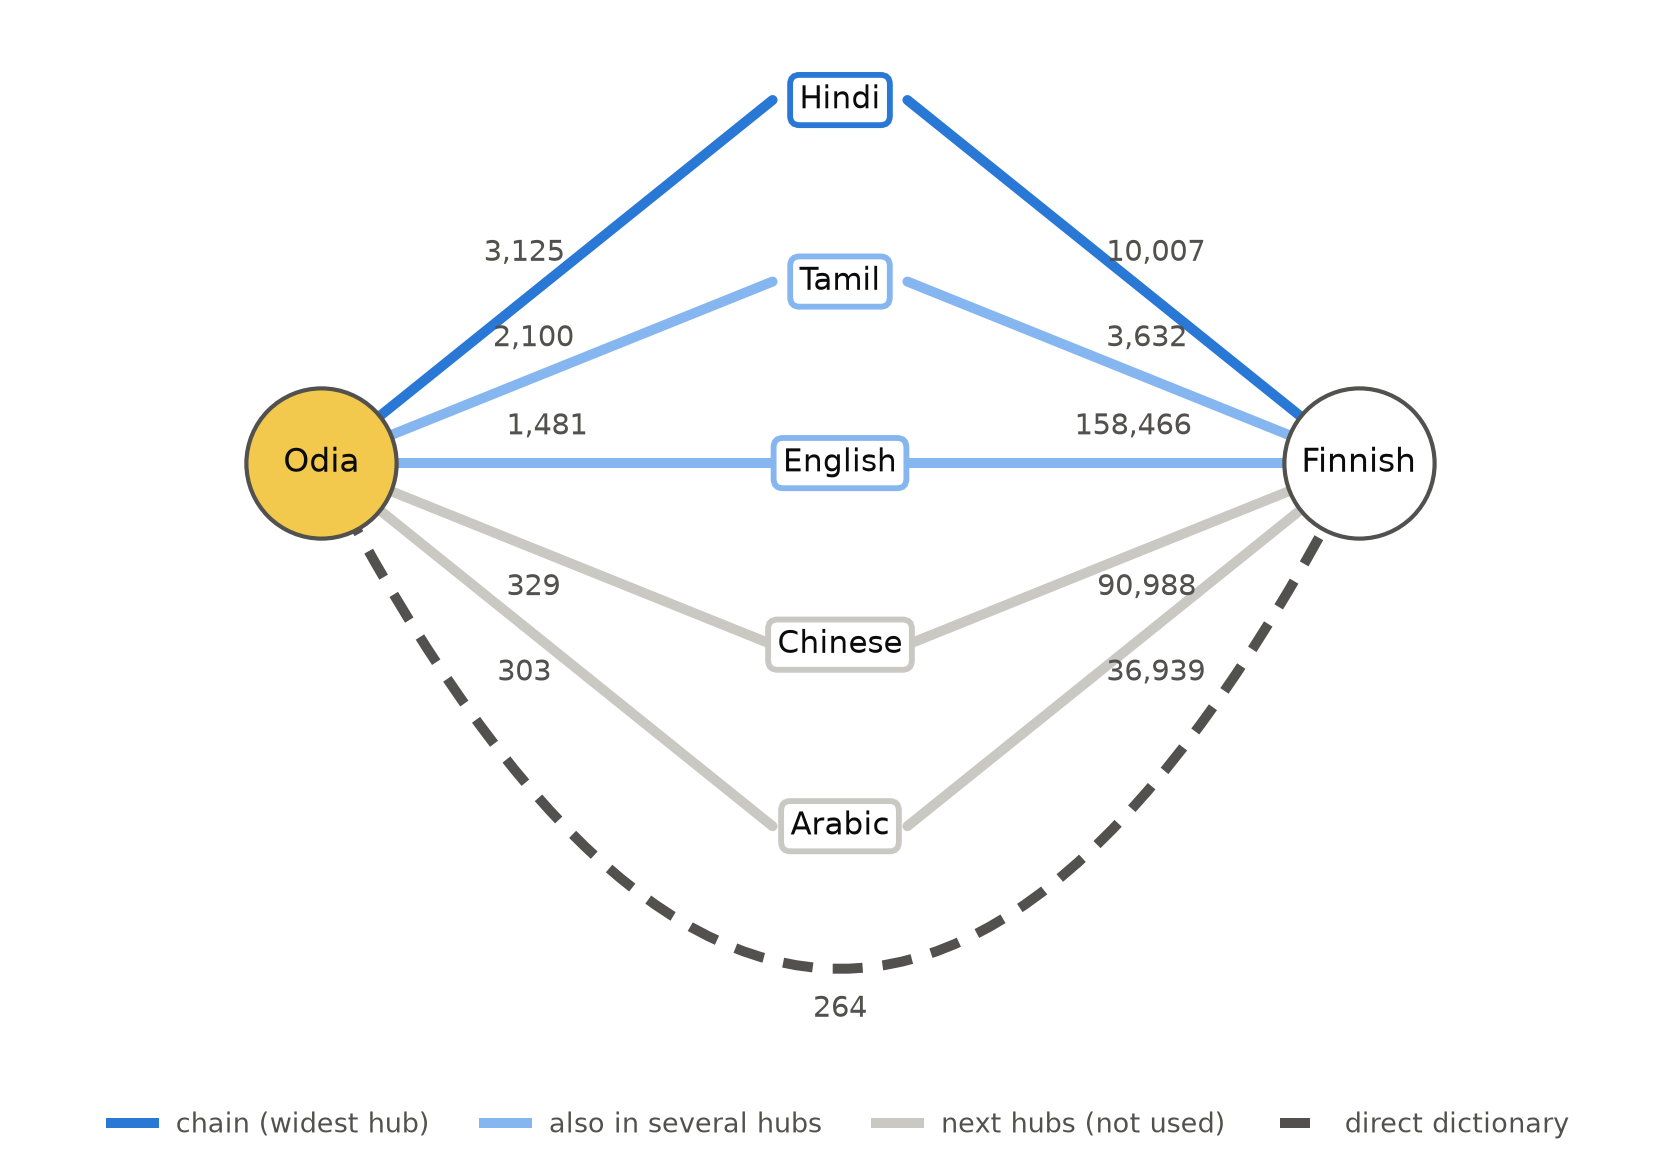 Hindi
3,125
10,007
Tamil
2,100
3,632
1,481
158,466
Odia
English
Finnish
329
90,988
Chinese
303
36,939
Arabic
264
chain (widest hub)
also in several hubs
next hubs (not used)
direct dictionary